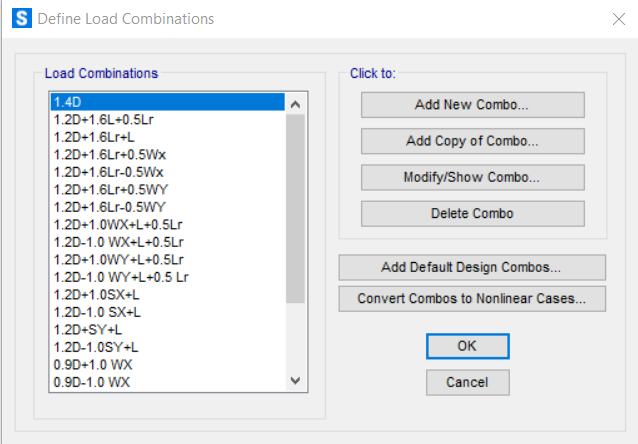 S Define Load Combinations
Load Combinations
1.4D
1.2D+1.6L+0.5Lr
1.2D+1.6Lr+L
1.2D+1.6Lr+0.5Wx
1.2D+1.6Lr-0.5Wx
1.2D+1.6Lr+0.5WY
1.2D+1.6Lr-0.5WY
1.2D+1.0WX+L+0.5Lr
1.2D-1.0 WX+L+0.5Lr
1.2D+1.0WY+L+0.5Lr
1.2D-1.0 WY+L+0.5 Lr
1.2D+1.0SX+L
1.2D-1.0 SX+L
1.2D+SY+L
1.2D-1.0SY+L
0.9D+1.0 WX
0.9D-1.0 WX
Click to:
Add New Combo...
Add Copy of Combo...
Modify/Show Combo...
Delete Combo
Add Default Design Combos...
Convert Combos to Nonlinear Cases...
OK
Cancel